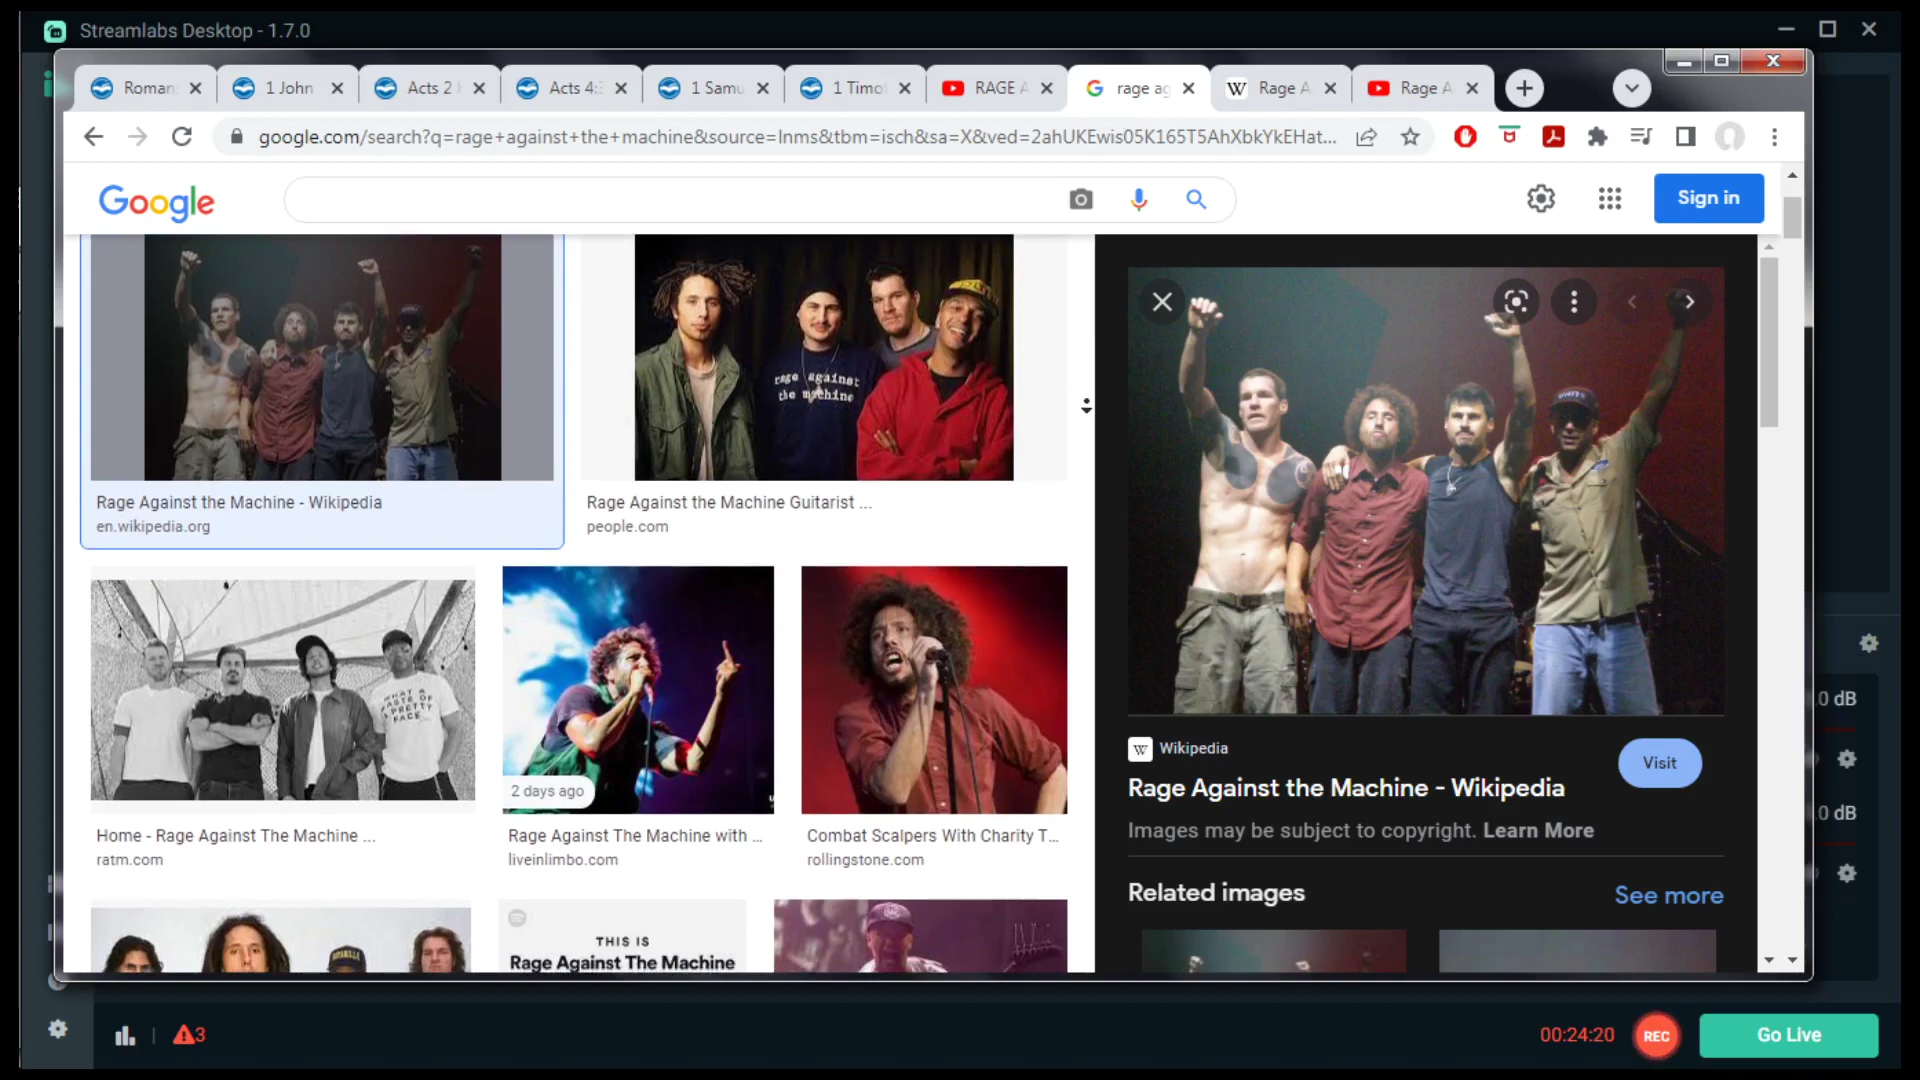 Streamlabs Desktop - 1.7.0
Roman
1 John
Acts 2
Acts 4:3
1 Samu
1 Timo
RAGE A
rage ag
Rage A
Rage A
google.com/search?q=rage+against+the+machine&source=lnms&tbm=isch&sa=X&ved=2ahUKEwis05K165T5AhXbkYkEHat...
Google
Sign in
rage against
the machine
Rage Against the Machine - Wikipedia
en.wikipedia.org
Rage Against the Machine Guitarist ...
people.com
WHAT A
WASTE OF
PRETTY
FACE
2 days ago
Home - Rage Against The Machine ...
ratm.com
Rage Against The Machine with ...
liveinlimbo.com
Combat Scalpers With Charity T...
rollingstone.com
THIS IS
Rage Against The Machine
W Wikipedia
Rage Against the Machine - Wikipedia
Visit
Images may be subject to copyright. Learn More
Related images
See more
.0 dB
.0 dB
3
00:24:20
REC
Go Live